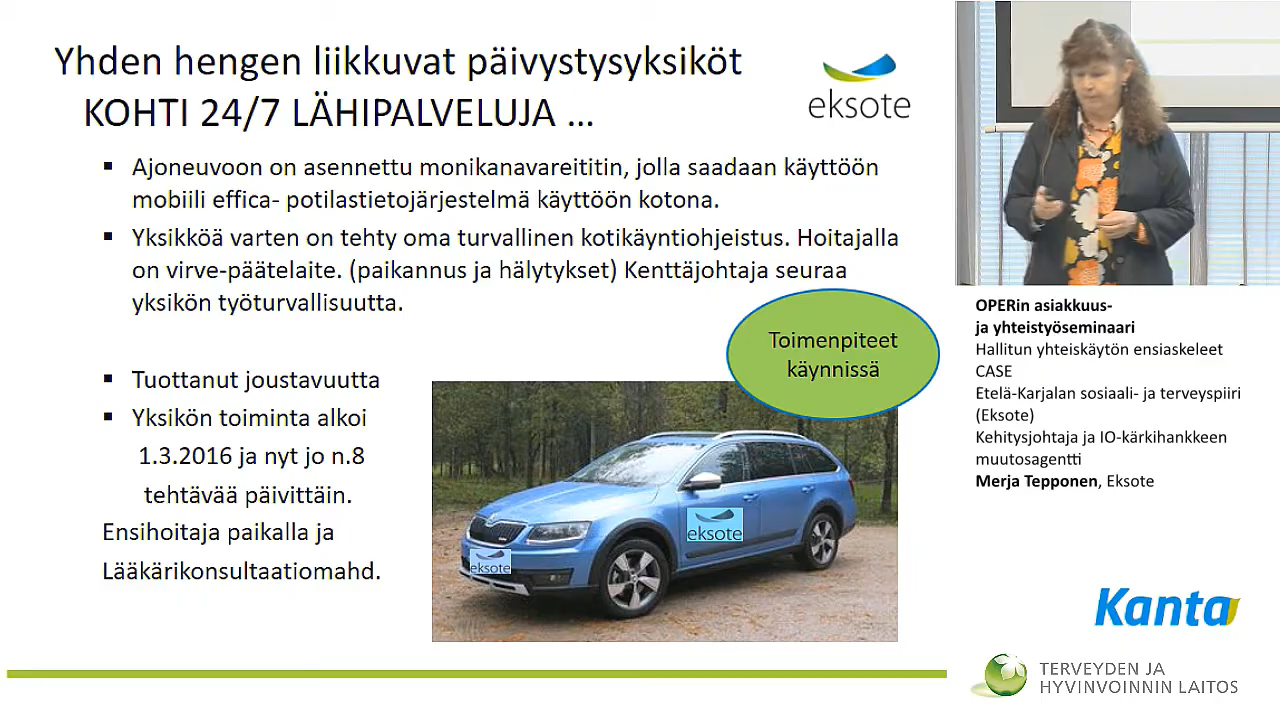 Yhden hengen liikkuvat päivystysyksiköt
KOHTI 24/7 LÄHIPALVELUJA ...
eksote
▪ Ajoneuvoon on asennettu monikanavareititin, jolla saadaan käyttöön
mobiili effica- potilastietojärjestelmä käyttöön kotona.
▪ Yksikköä varten on tehty oma turvallinen kotikäyntiohjeistus. Hoitajalla
on virve-päätelaite. (paikannus ja hälytykset) Kenttäjohtaja seuraa
yksikön työturvallisuutta.
Toimenpiteet
käynnissä
▪ Tuottanut joustavuutta
▪ Yksikön toiminta alkoi
1.3.2016 ja nyt jo n.8
tehtävää päivittäin.
Ensihoitaja paikalla ja
Lääkärikonsultaatiomahd.
eksote
eksote
OPERin asiakkuus-
ja yhteistyöseminaari
Hallitun yhteiskäytön ensiaskeleet
CASE
Etelä-Karjalan sosiaali- ja terveyspiiri
(Eksote)
Kehitysjohtaja ja IO-kärkihankkeen
muutosagentti
Merja Tepponen, Eksote
Kanta
TERVEYDEN JA
HYVINVOINNIN LAITOS